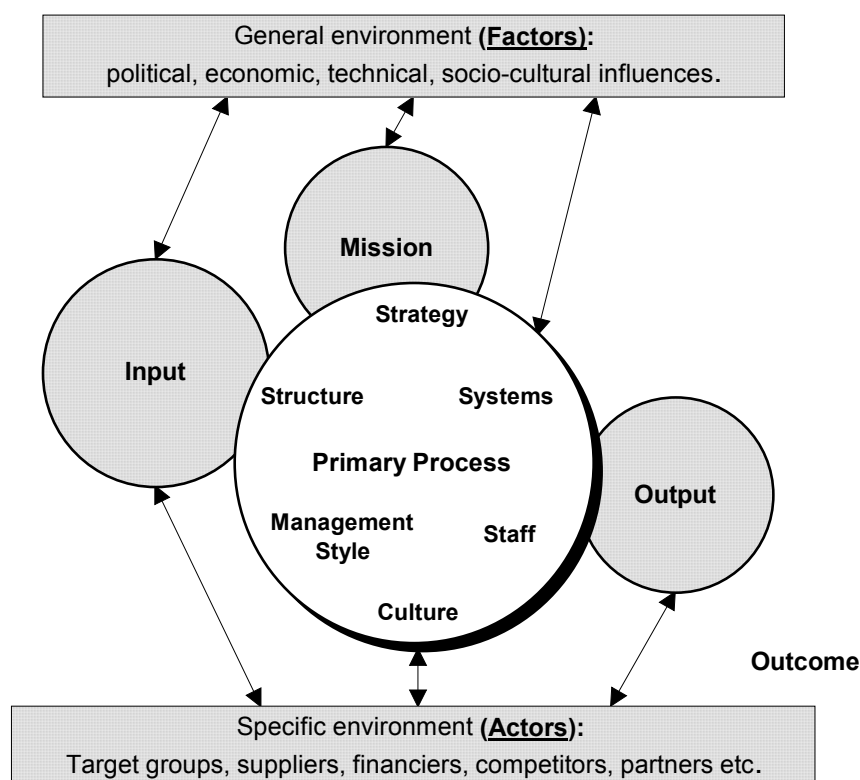 General environment (Factors):
political, economic, technical, socio-cultural influences.
Mission
Strategy
Input
Structure
Systems
Primary Process
Output
Management
Style
Staff
Culture
Outcome
Specific environment (Actors):
Target groups, suppliers, financiers, competitors, partners etc.